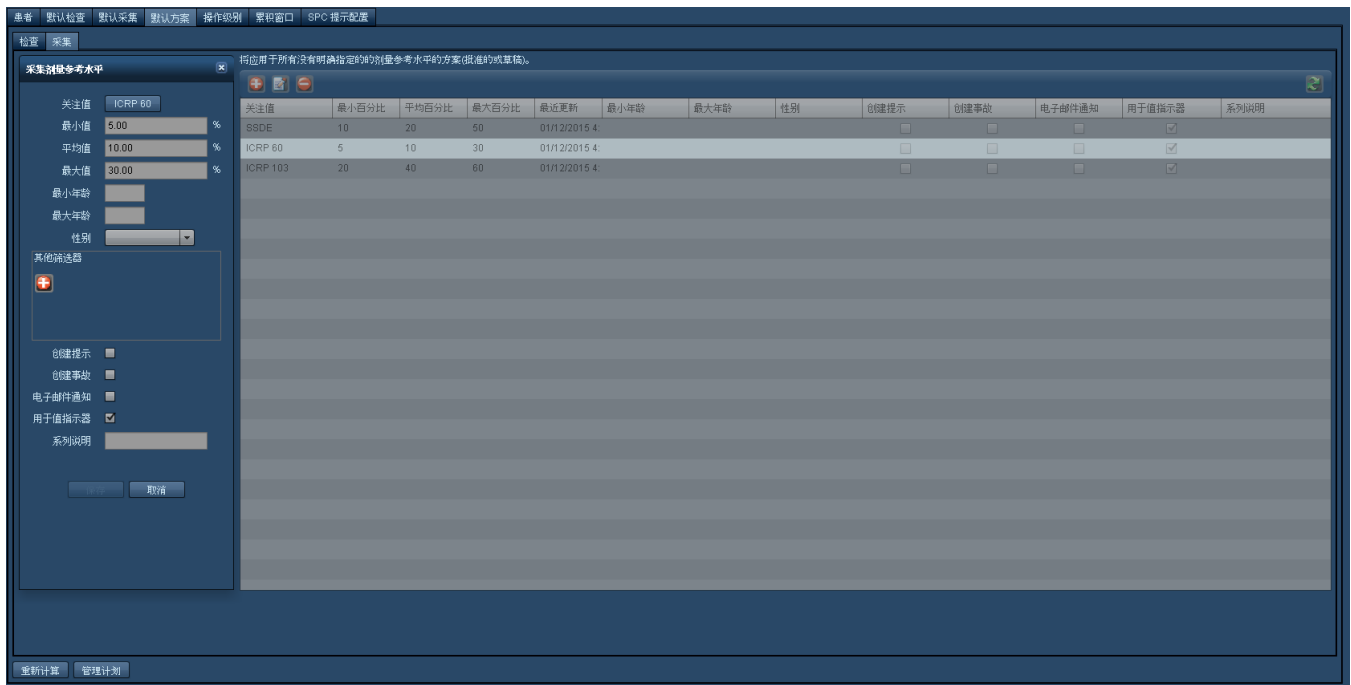 患者 默认检查 默认采集 默认方案 操作级别 累积窗口 SPC 提示配置
检查 采集
采集剂量参考水平
将应用于所有没有明确指定的的剂量参考水平的方案(批准的或草稿)。
关注值 ICRP 60
最小值 5.00 %
平均值 10.00 %
最大值 30.00 %
最小年龄
最大年龄
性别
其他筛选器
创建提示
创建事故
电子邮件通知
用于值指示器
系列说明
取消
关注值 最小百分比 平均百分比 最大百分比 最近更新 最小年龄 最大年龄 性别 创建提示 创建事故 电子邮件通知 用于值指示器 系列说明
SSDE 10 20 50 01/12/2015 4:
ICRP 60 5 10 30 01/12/2015 4:
ICRP 103 20 40 60 01/12/2015 4:
重新计算 管理计划